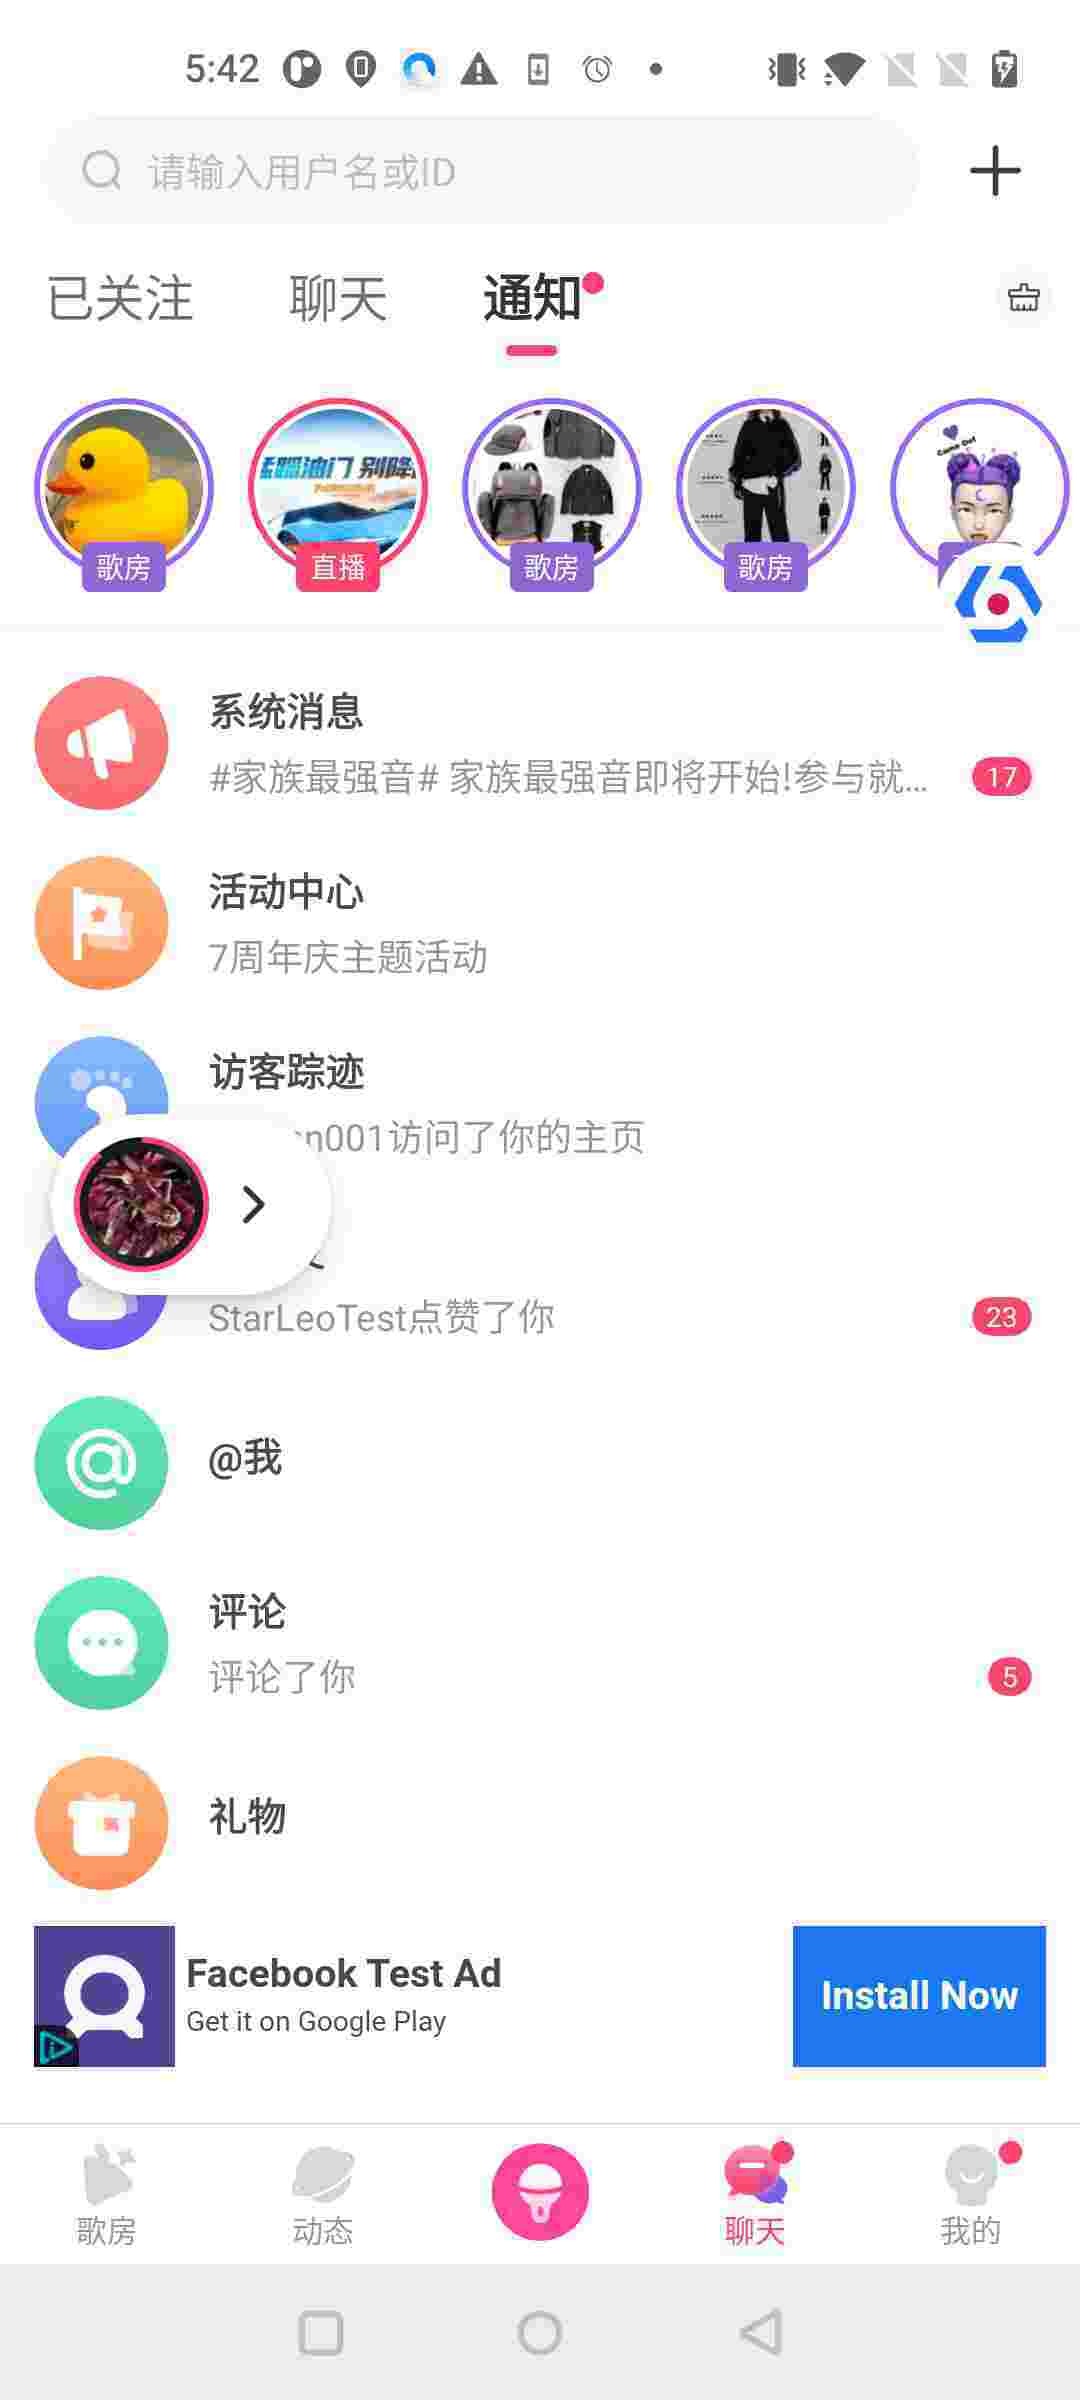 5:42
请输入用户名或ID
已关注
聊天
通知
歌房
直播
歌房
歌房
系统消息
#家族最强音# 家族最强音即将开始!参与就...
17
活动中心
7周年庆主题活动
访客踪迹
n001访问了你的主页
StarLeoTest点赞了你
23
@我
评论
评论了你
5
礼物
Facebook Test Ad
Get it on Google Play
Install Now
歌房
动态
聊天
我的